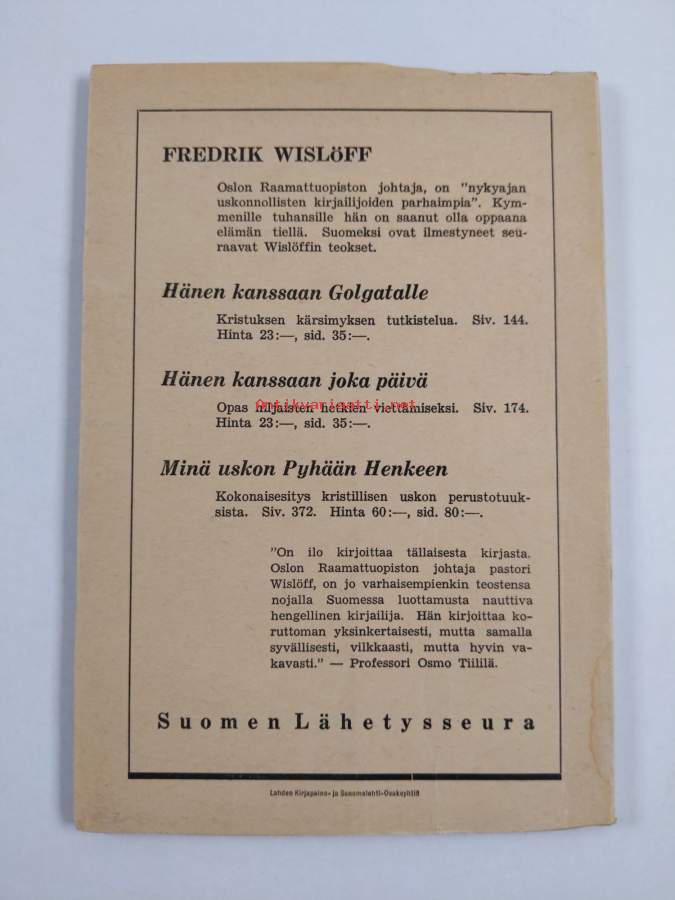 FREDRIK WISLÖFF
Oslon Raamattuopiston johtaja, on "nykyajan
uskonnollisten kirjailijoiden parhaimpia". Kym-
menille tuhansille hän on saanut olla oppaana
elämän tiellä. Suomeksi ovat ilmestyneet seu-
raavat Wislöffin teokset.
Hänen kanssaan Golgatalle
Kristuksen kärsimyksen tutkistelua. Siv. 144.
Hinta 23:—, sid. 35:—.
Hänen kanssaan joka päivä
Antikvariaatti.net
Opas hiljaisten hetkien viettämiseksi. Siv. 174.
Hinta 23:—, sid. 35:—.
Minä uskon Pyhään Henkeen
Kokonaisesitys kristillisen uskon perustotuuk-
sista. Siv. 372. Hinta 60:—, sid. 80:—.
"On ilo kirjoittaa tällaisesta kirjasta.
Oslon Raamattuopiston johtaja pastori
Wislöff, on jo varhaisempienkin teostensa
nojalla Suomessa luottamusta nauttiva
hengellinen kirjailija. Hän kirjoittaa ko-
ruttoman yksinkertaisesti, mutta samalla
syvällisesti, vilkkaasti, mutta hyvin va-
kavasti." — Professori Osmo Tiililä.
Suomen Lähetysseura
Lahden Kirjapaino- ja Sanomalehti-Osakeyhtiö